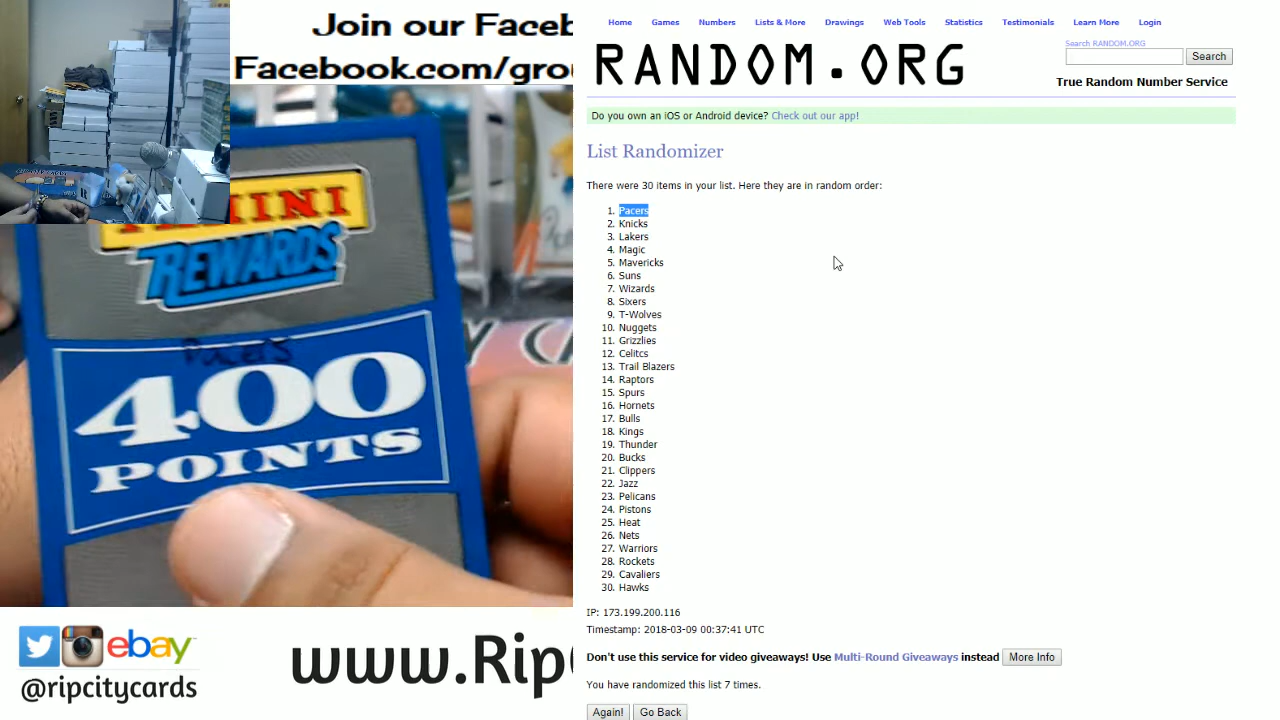 Join our Faceb
Facebook.com/grou
PANINI
REWARDS
Pacers
400
POINTS
ebay
@ripcitycards
www.Rip
Home Games Numbers Lists & More Drawings Web Tools Statistics Testimonials Learn More Login
RANDOM.ORG
Search RANDOM.ORG
Search
True Random Number Service
Do you own an iOS or Android device? Check out our app!
List Randomizer
There were 30 items in your list. Here they are in random order:
1. Pacers
2. Knicks
3. Lakers
4. Magic
5. Mavericks
6. Suns
7. Wizards
8. Sixers
9. T-Wolves
10. Nuggets
11. Grizzlies
12. Celitcs
13. Trail Blazers
14. Raptors
15. Spurs
16. Hornets
17. Bulls
18. Kings
19. Thunder
20. Bucks
21. Clippers
22. Jazz
23. Pelicans
24. Pistons
25. Heat
26. Nets
27. Warriors
28. Rockets
29. Cavaliers
30. Hawks
IP: 173.199.200.116
Timestamp: 2018-03-09 00:37:41 UTC
Don't use this service for video giveaways! Use Multi-Round Giveaways instead More Info
You have randomized this list 7 times.
Again! Go Back